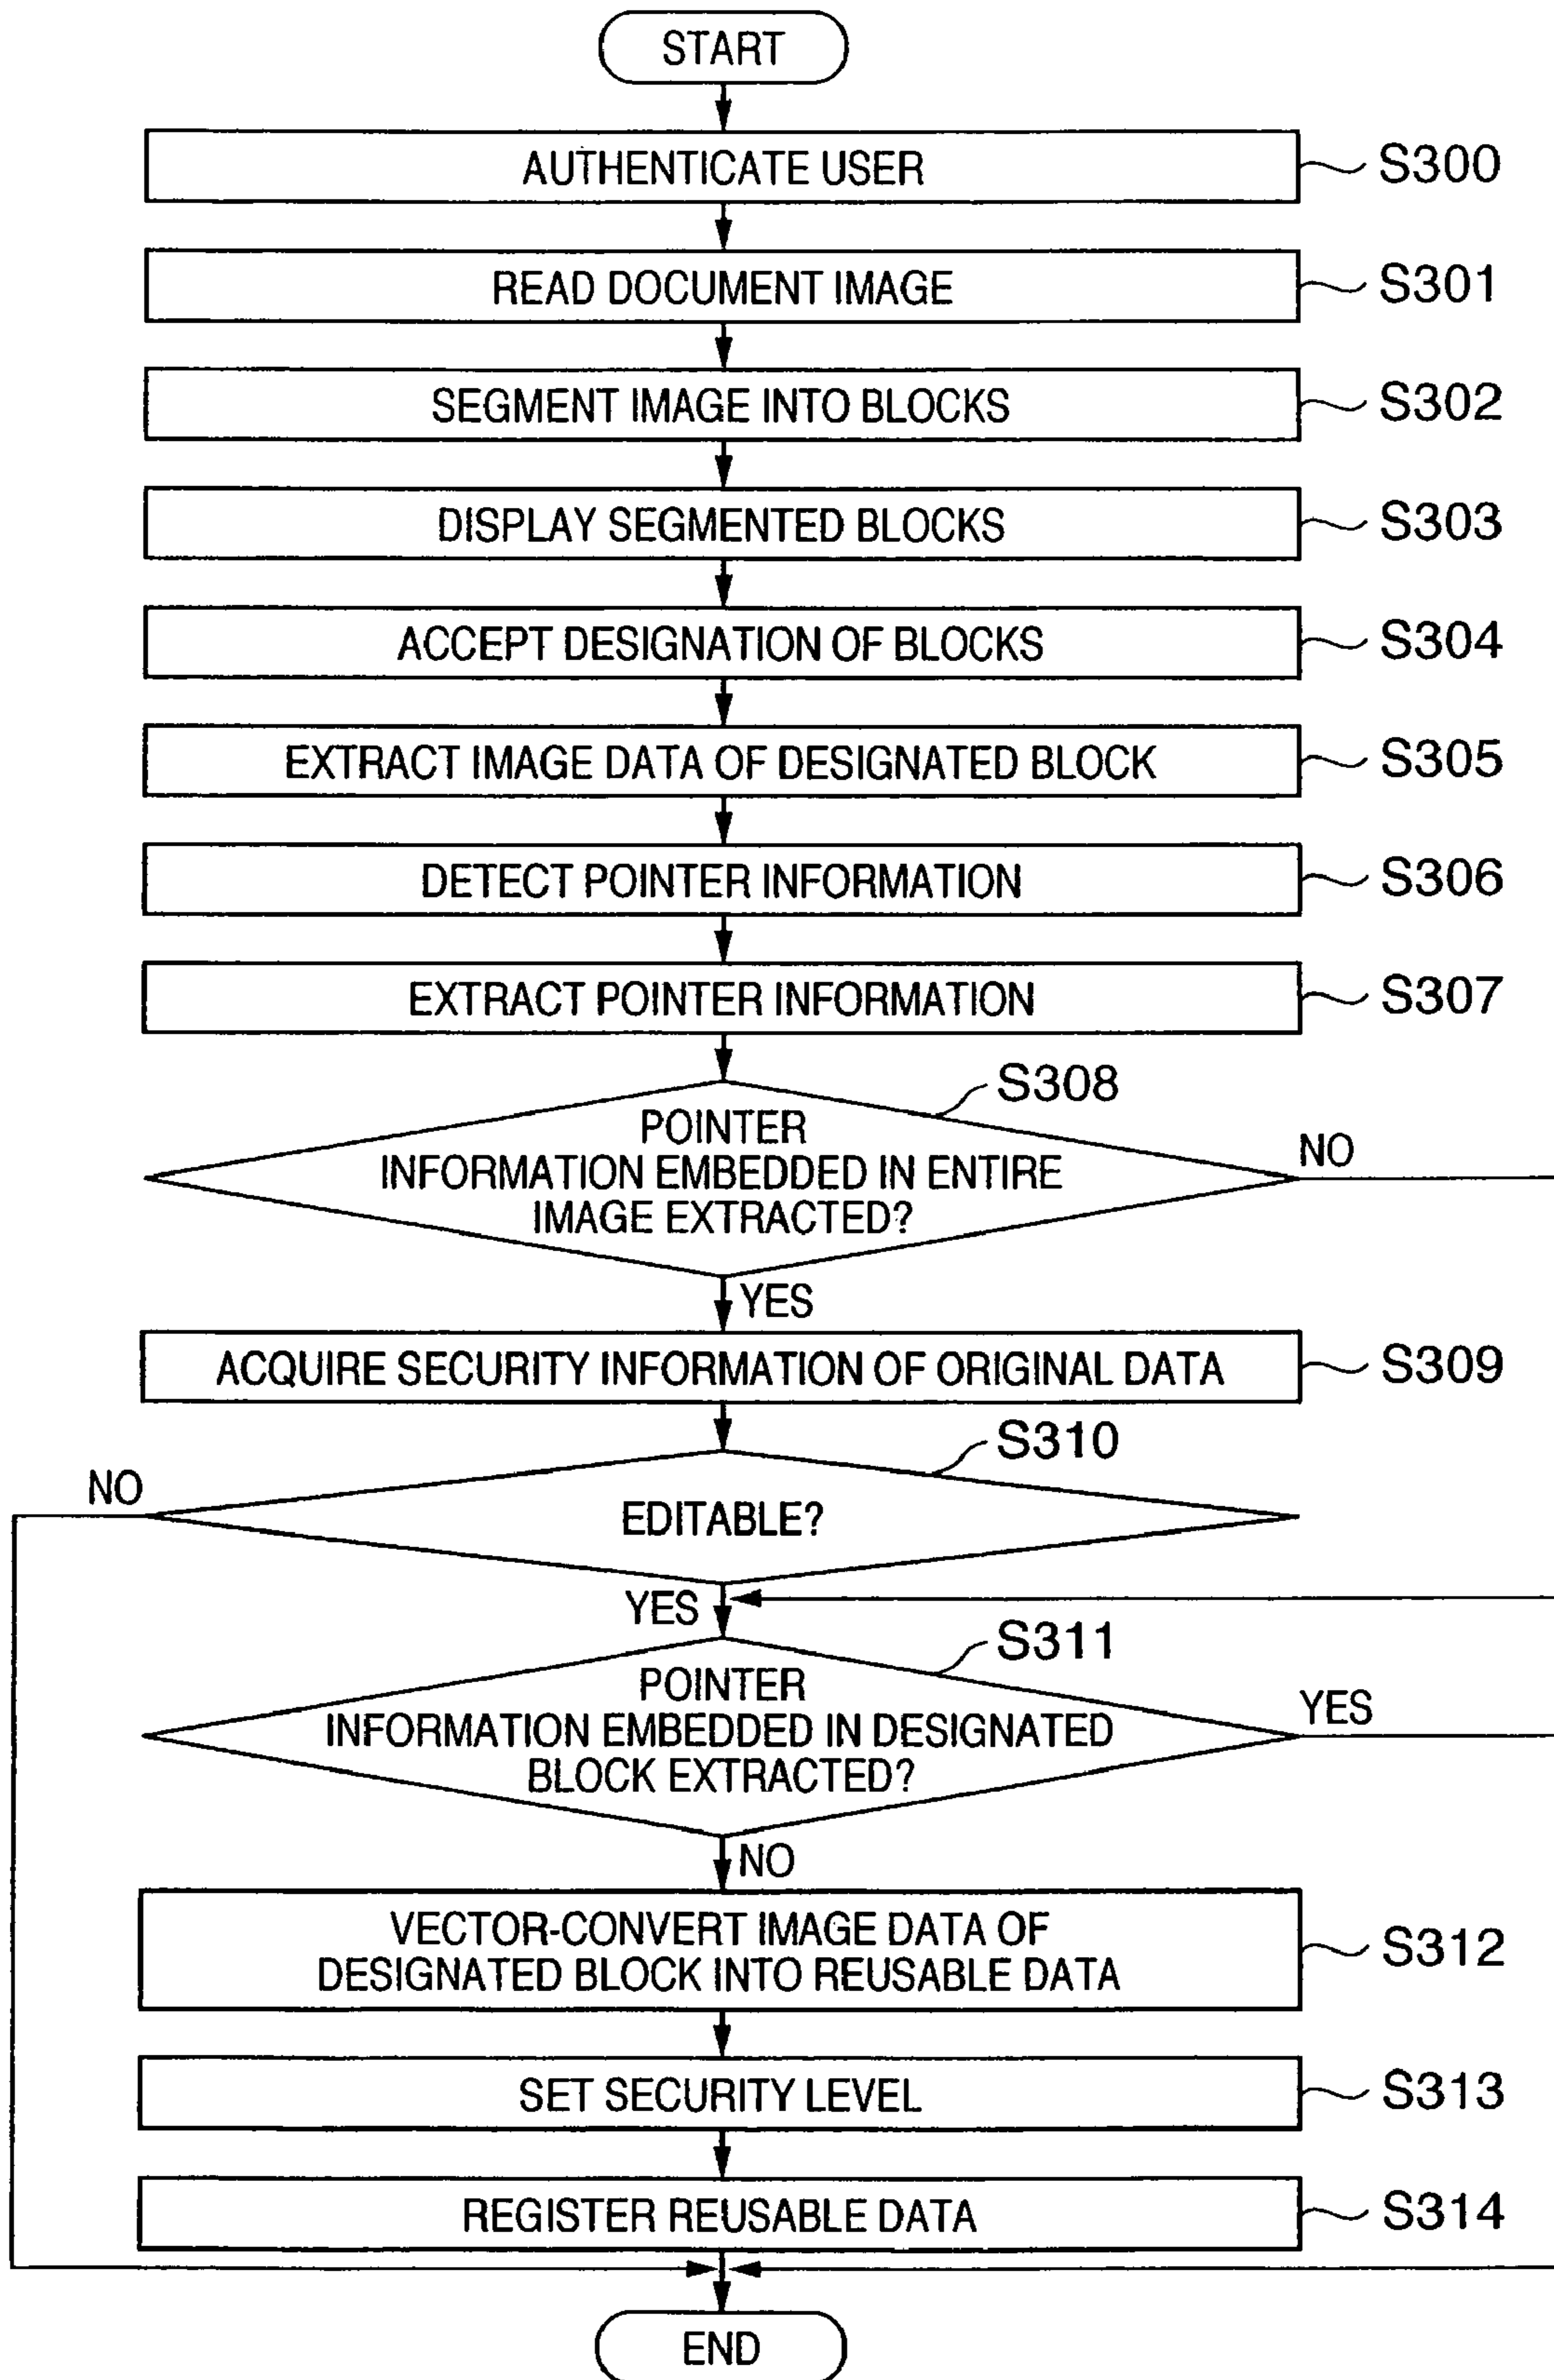 START
AUTHENTICATE USER
S300
READ DOCUMENT IMAGE
S301
SEGMENT IMAGE INTO BLOCKS
S302
DISPLAY SEGMENTED BLOCKS
S303
ACCEPT DESIGNATION OF BLOCKS
S304
EXTRACT IMAGE DATA OF DESIGNATED BLOCK
S305
DETECT POINTER INFORMATION
S306
EXTRACT POINTER INFORMATION
S307
S308
POINTER
INFORMATION EMBEDDED IN ENTIRE
IMAGE EXTRACTED?
NO
YES
ACQUIRE SECURITY INFORMATION OF ORIGINAL DATA
S309
S310
NO
EDITABLE?
YES
S311
POINTER
INFORMATION EMBEDDED IN DESIGNATED
BLOCK EXTRACTED?
YES
NO
VECTOR-CONVERT IMAGE DATA OF
DESIGNATED BLOCK INTO REUSABLE DATA
S312
SET SECURITY LEVEL
S313
REGISTER REUSABLE DATA
S314
END